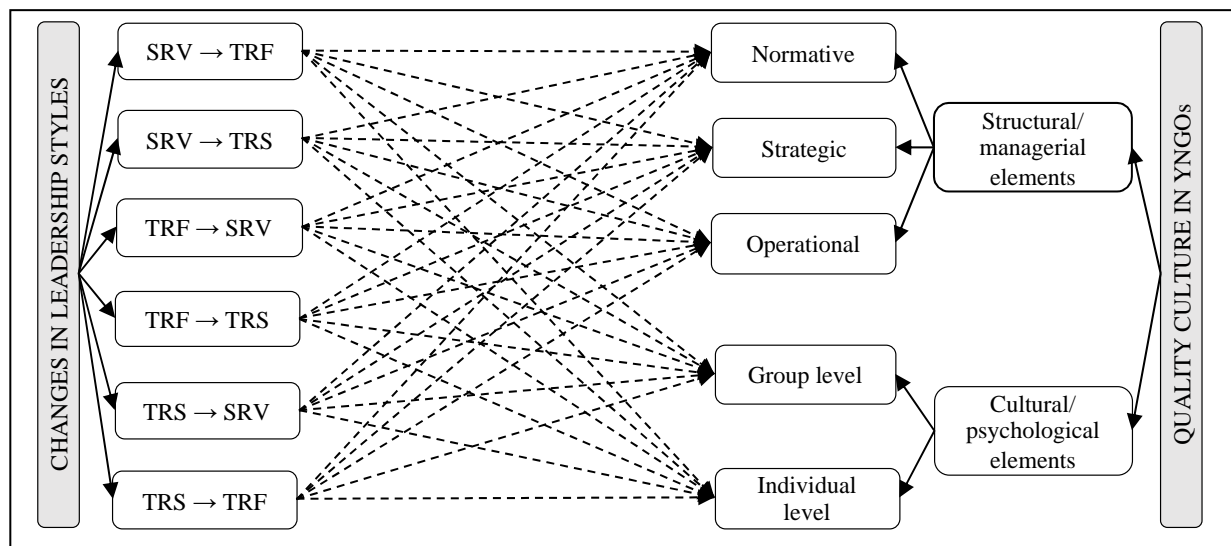 CHANGES IN LEADERSHIP STYLES
SRV → TRF
SRV → TRS
TRF → SRV
TRF → TRS
TRS → SRV
TRS → TRF
Normative
Strategic
Operational
Group level
Individual
level
Structural/
managerial
elements
Cultural/
psychological
elements
QUALITY CULTURE IN YNGOs